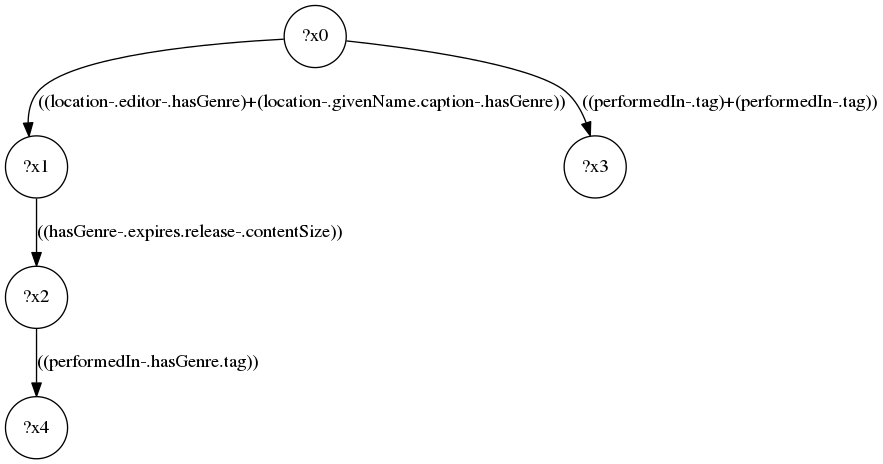 ?x0
((location-.editor-.hasGenre)+(location-.givenName.caption-.hasGenre))
((performedIn-.tag)+(performedIn-.tag))
?x1
?x3
((hasGenre-.expires.release-.contentSize))
?x2
((performedIn-.hasGenre.tag))
?x4